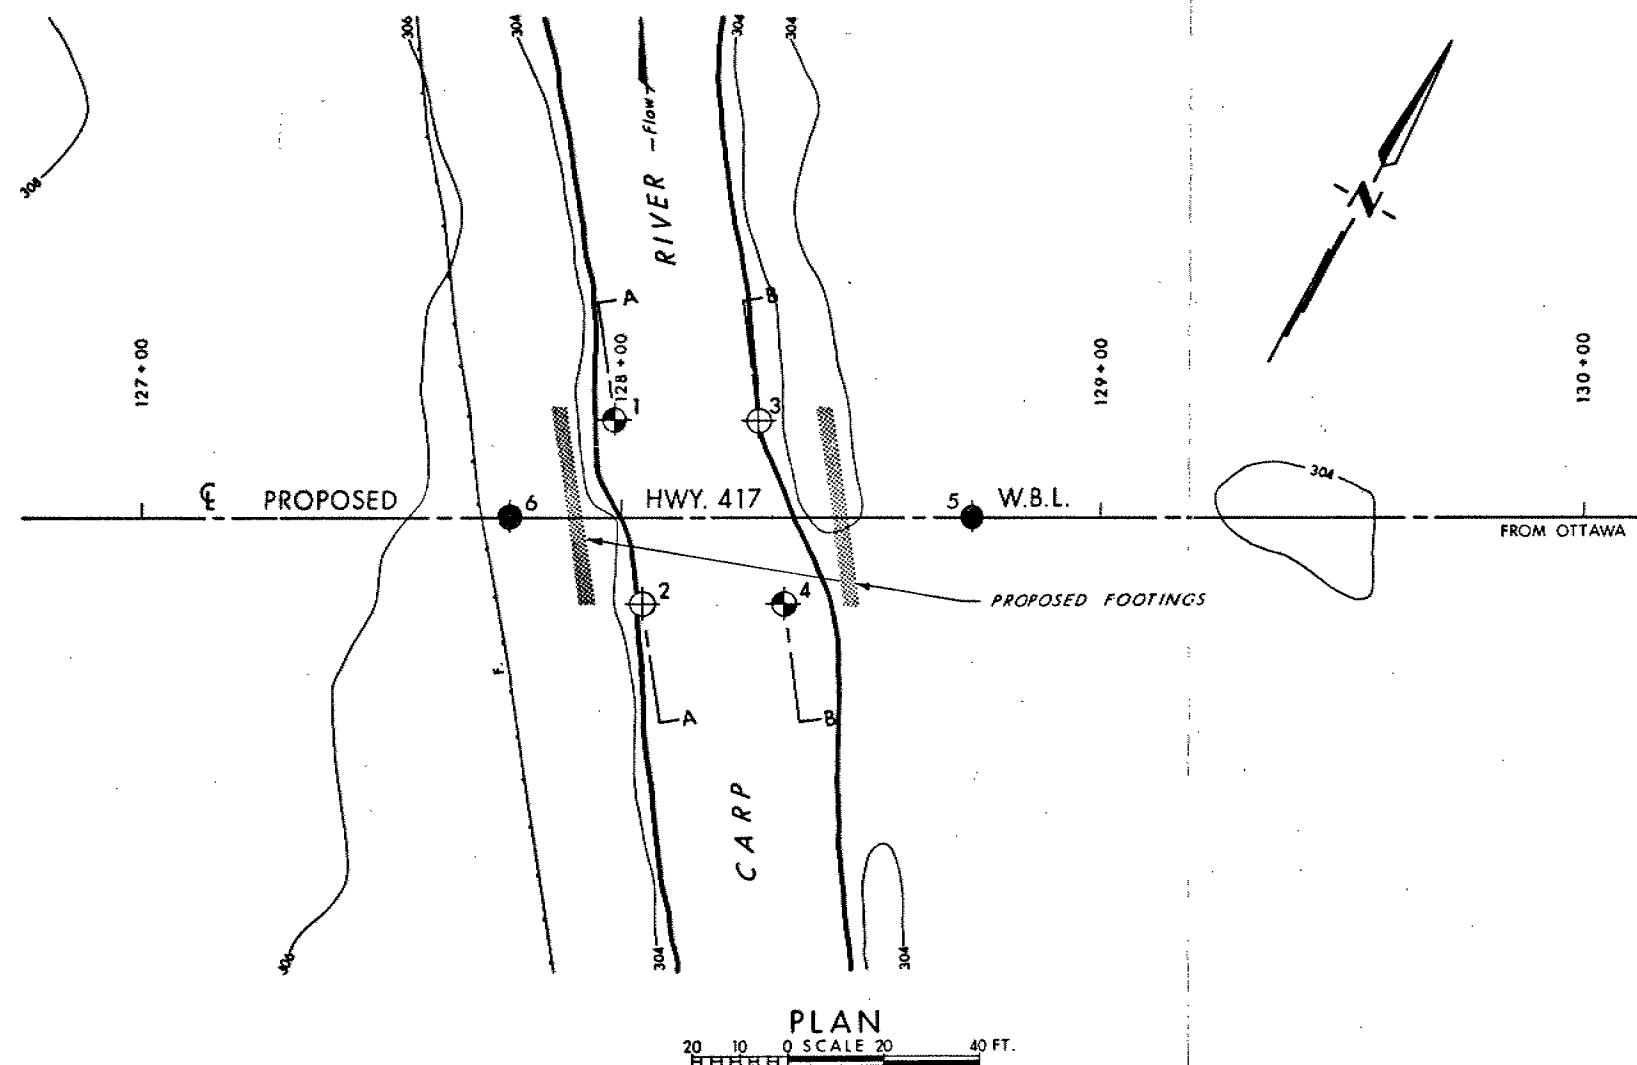 306
304
304
304
308
RIVER —Flow
N
A
B
127+00
128+00
129+00
130+00
1
3
304
℄ PROPOSED HWY. 417 W.B.L.
6
5
FROM OTTAWA
2
4
PROPOSED FOOTINGS
F.
A
B
CARP
306
304
304
PLAN
20 10 0 SCALE 20 40 FT.